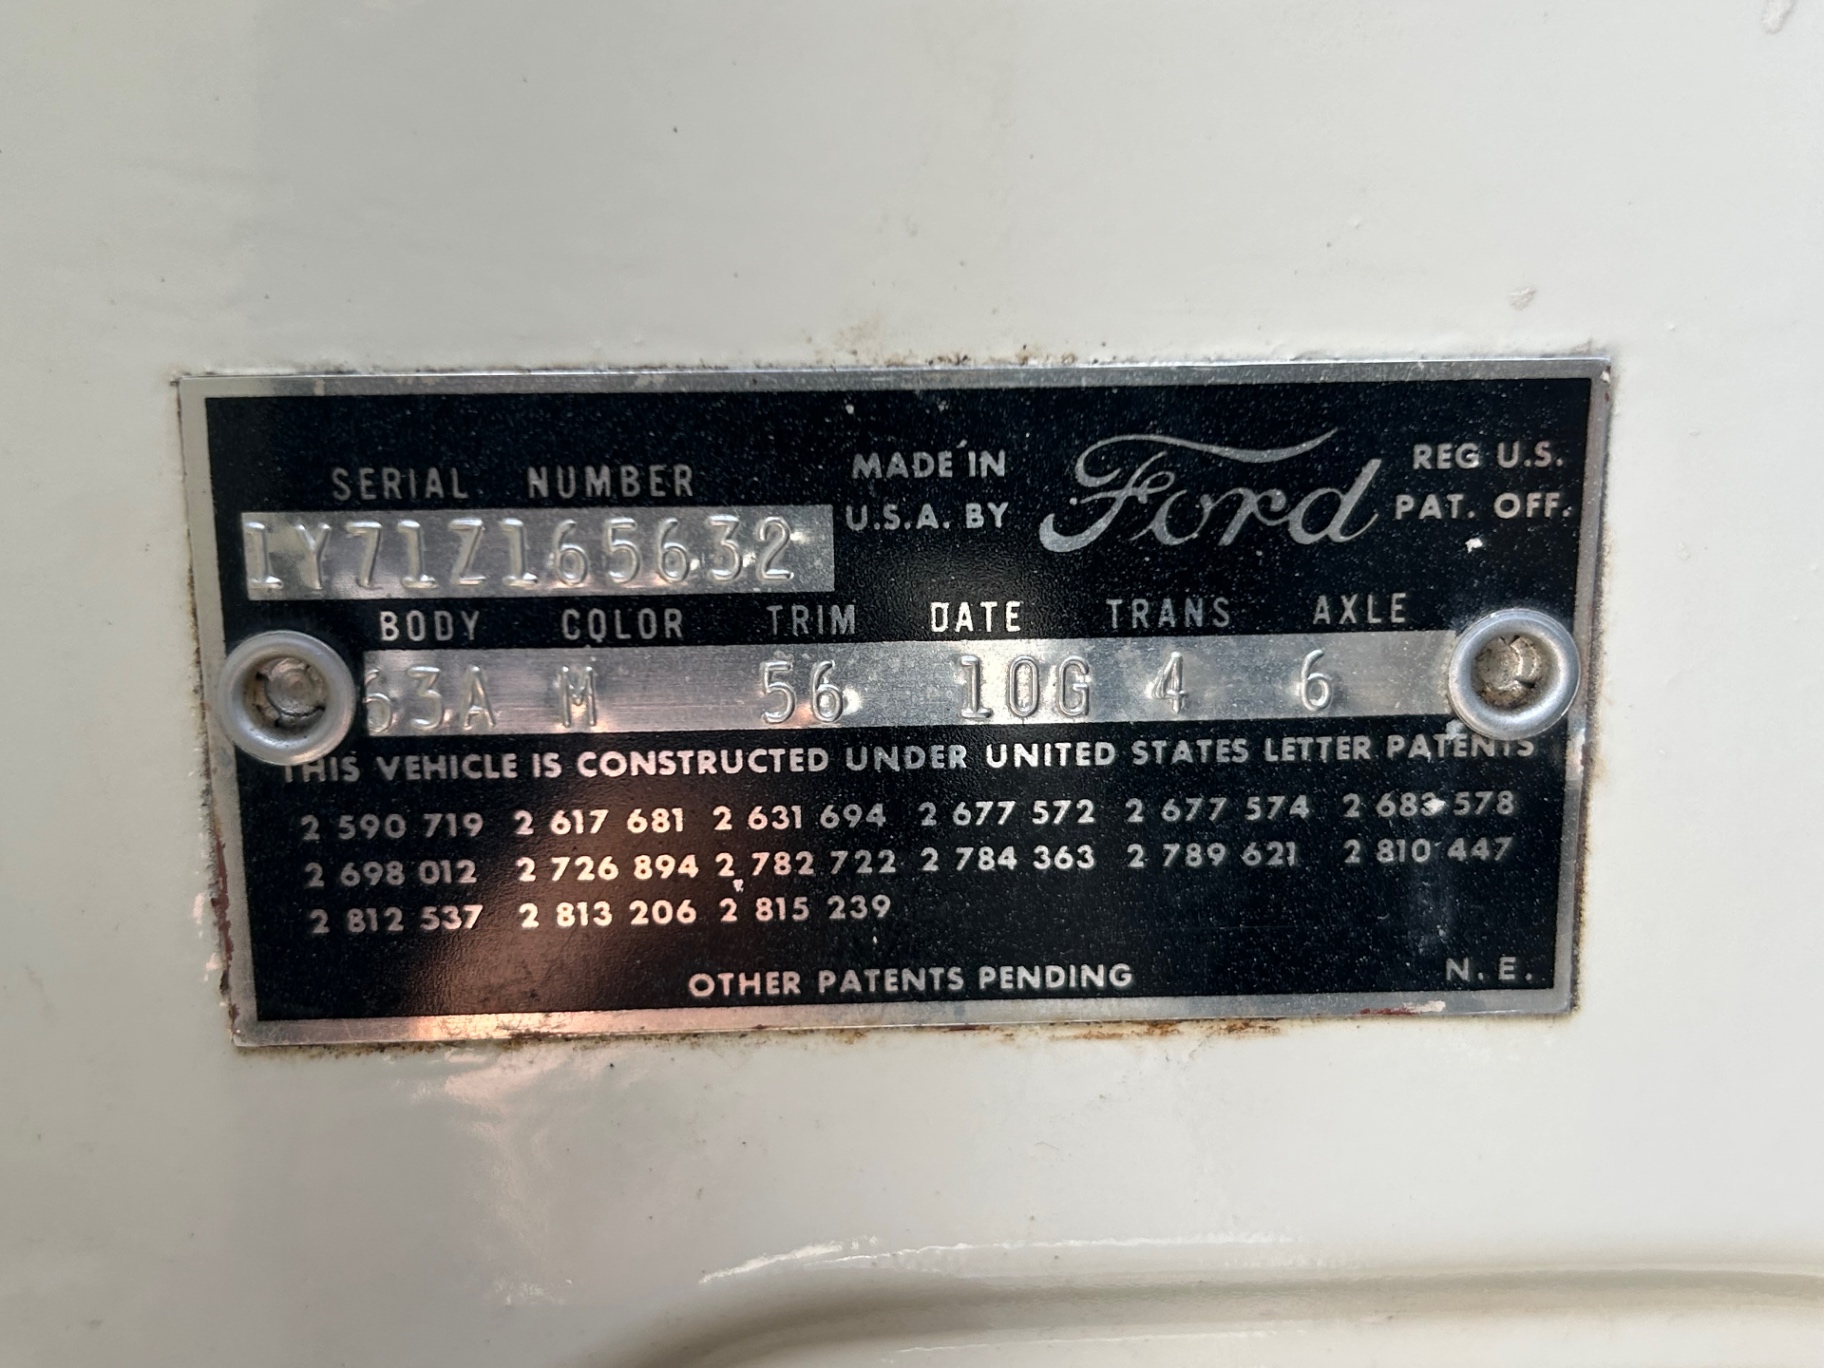 SERIAL NUMBER MADE IN U.S.A. BY Ford REG U.S. PAT. OFF.
1Y71Z165632
BODY COLOR TRIM DATE TRANS AXLE
63A M 56 10G 4 6
THIS VEHICLE IS CONSTRUCTED UNDER UNITED STATES LETTER PATENTS
2 590 719 2 617 681 2 631 694 2 677 572 2 677 574 2 683 578
2 698 012 2 726 894 2 782 722 2 784 363 2 789 621 2 810 447
2 812 537 2 813 206 2 815 239
OTHER PATENTS PENDING N. E.